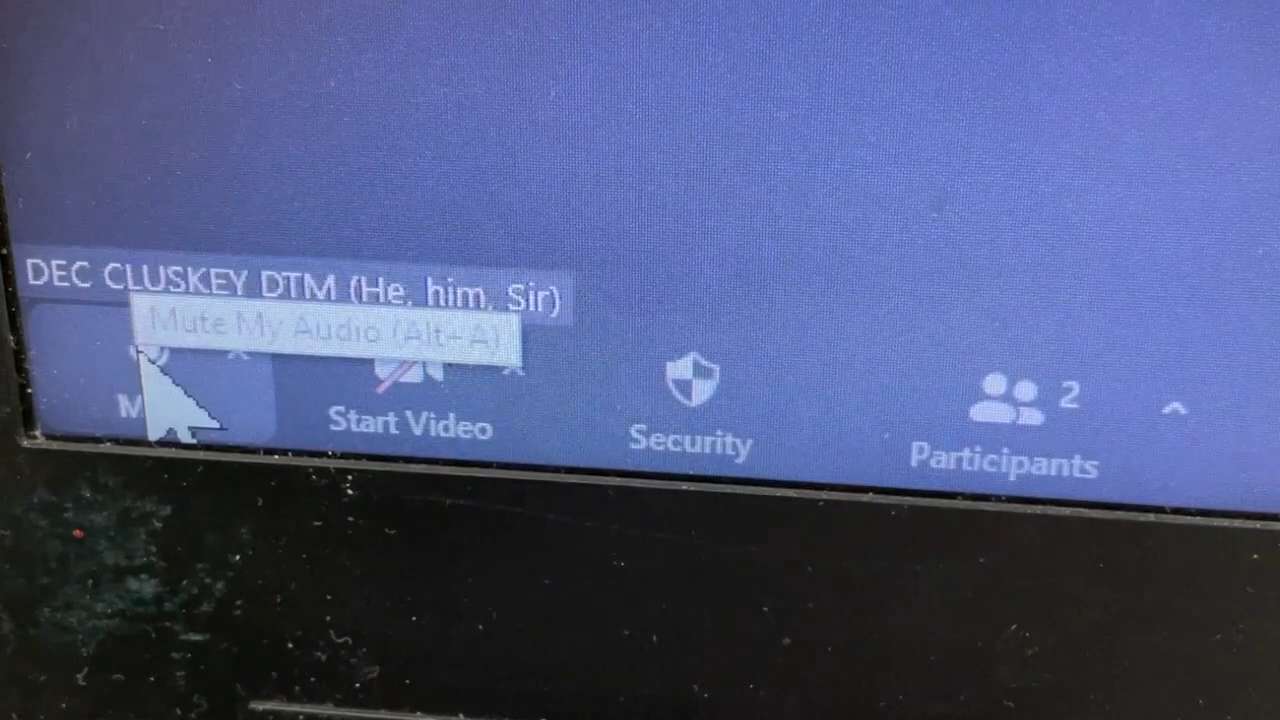 DEC CLUSKEY DTM (He, him, Sir)
Mute My Audio (Alt+A)
Start Video
Security
2
Participants